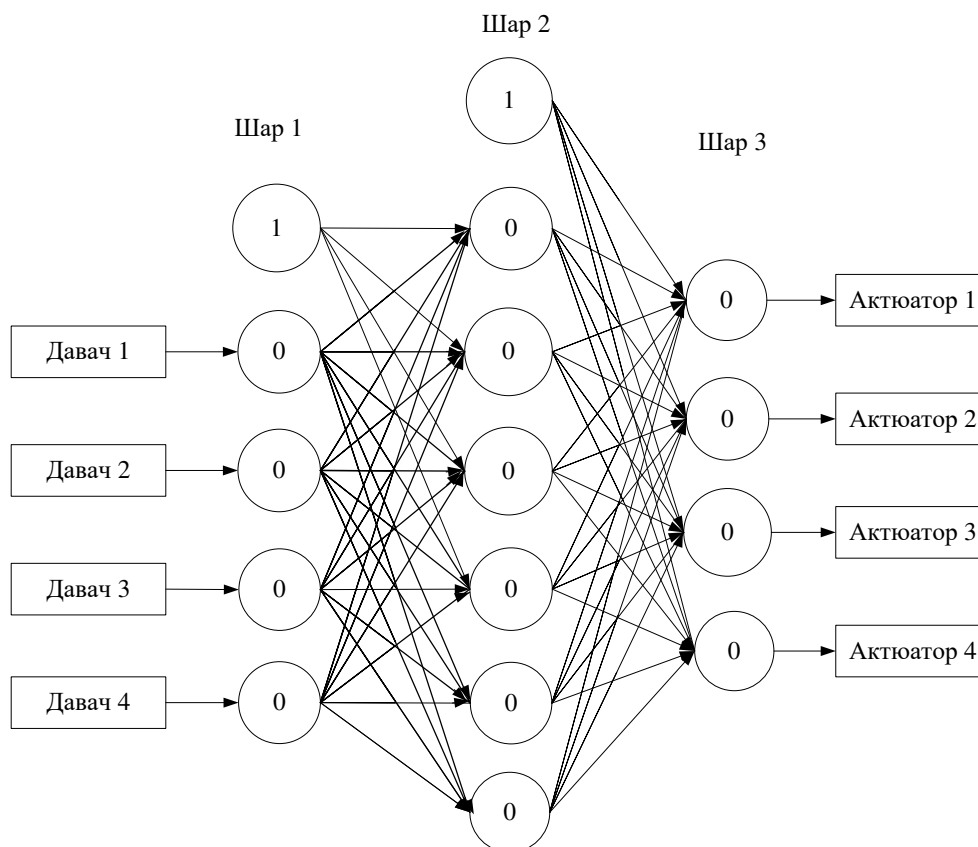 Шар 2
1
Шар 1
Шар 3
1
0
0
Актюатор 1
Давач 1
0
0
0
Актюатор 2
Давач 2
0
0
0
Актюатор 3
Давач 3
0
0
0
Актюатор 4
Давач 4
0
0
0